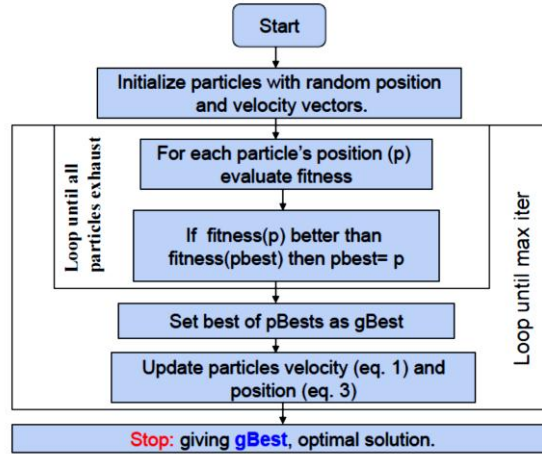 Start
Initialize particles with random position
and velocity vectors.
Loop until all
particles exhaust
For each particle's position (p)
evaluate fitness
If fitness(p) better than
fitness(pbest) then pbest= p
Loop until max iter
Set best of pBests as gBest
Update particles velocity (eq. 1) and
position (eq. 3)
Stop: giving gBest, optimal solution.